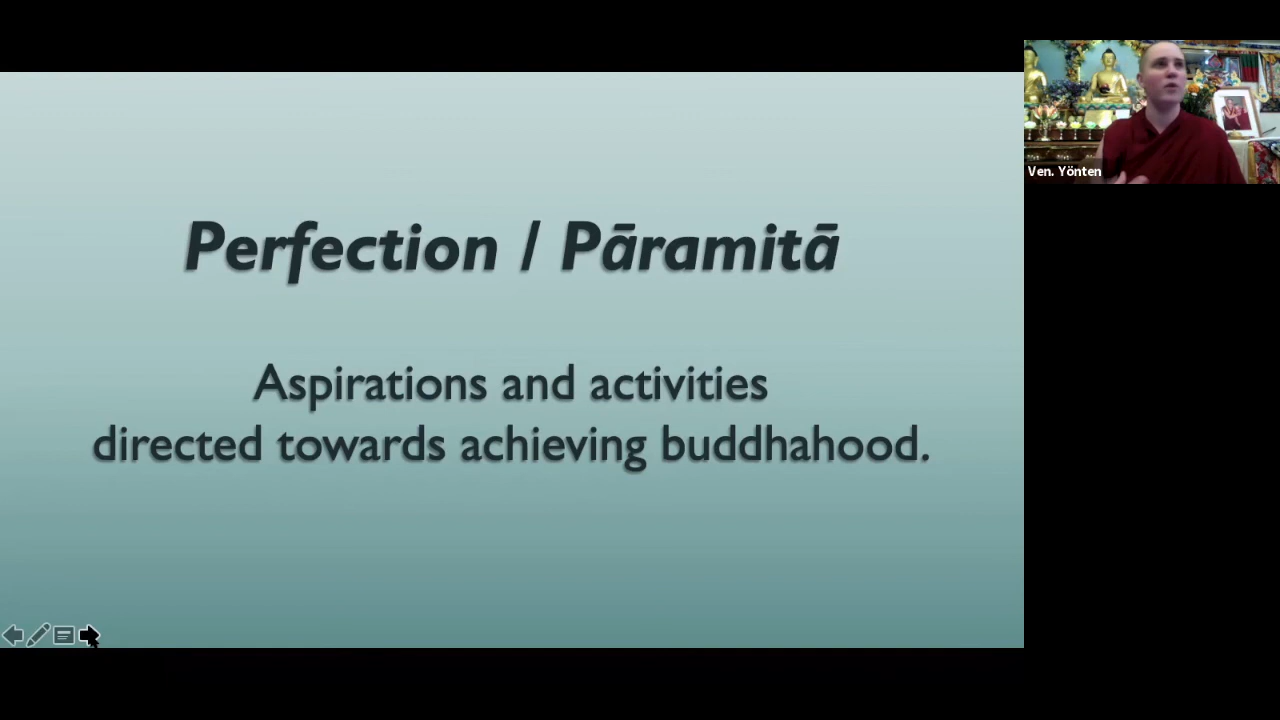 Perfection / Pāramitā
Aspirations and activities
directed towards achieving buddhahood.
Ven. Yönten